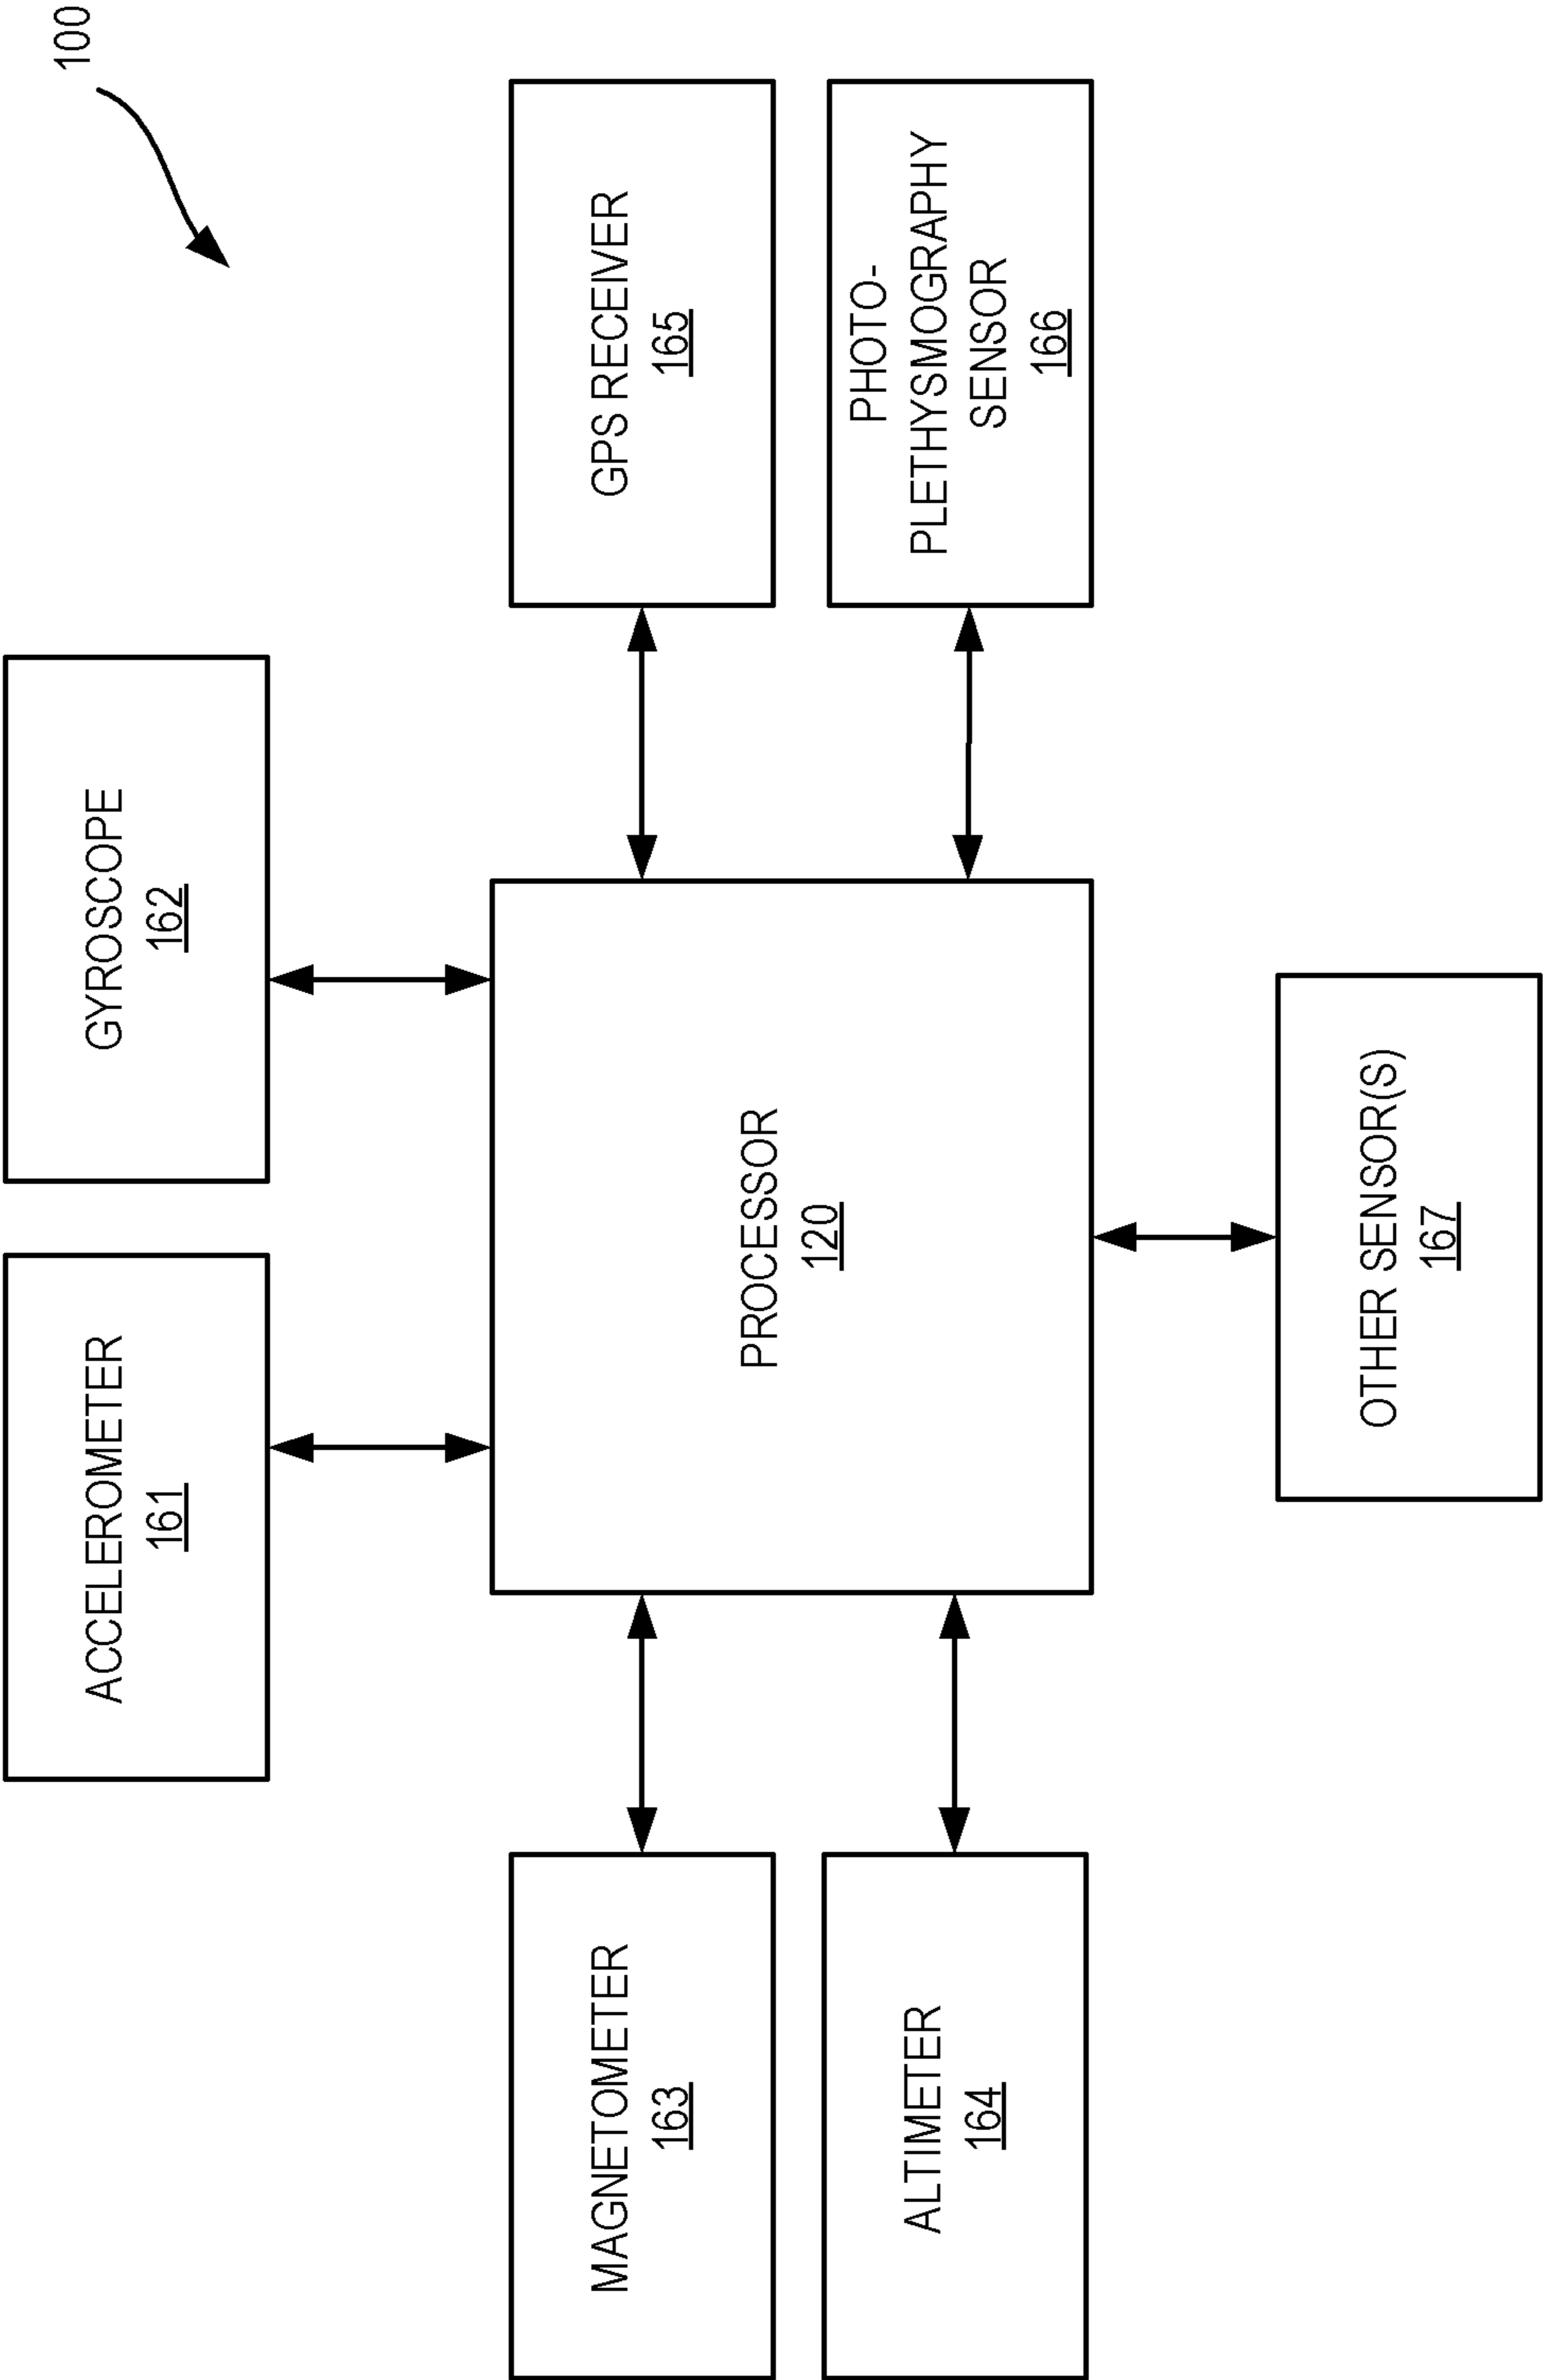 100
ACCELEROMETER
161
GYROSCOPE
162
MAGNETOMETER
163
PROCESSOR
120
GPS RECEIVER
165
ALTIMETER
164
PHOTO-
PLETHYSMOGRAPHY
SENSOR
166
OTHER SENSOR(S)
167